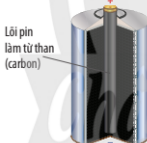 Lõi pin
làm từ than
(carbon)